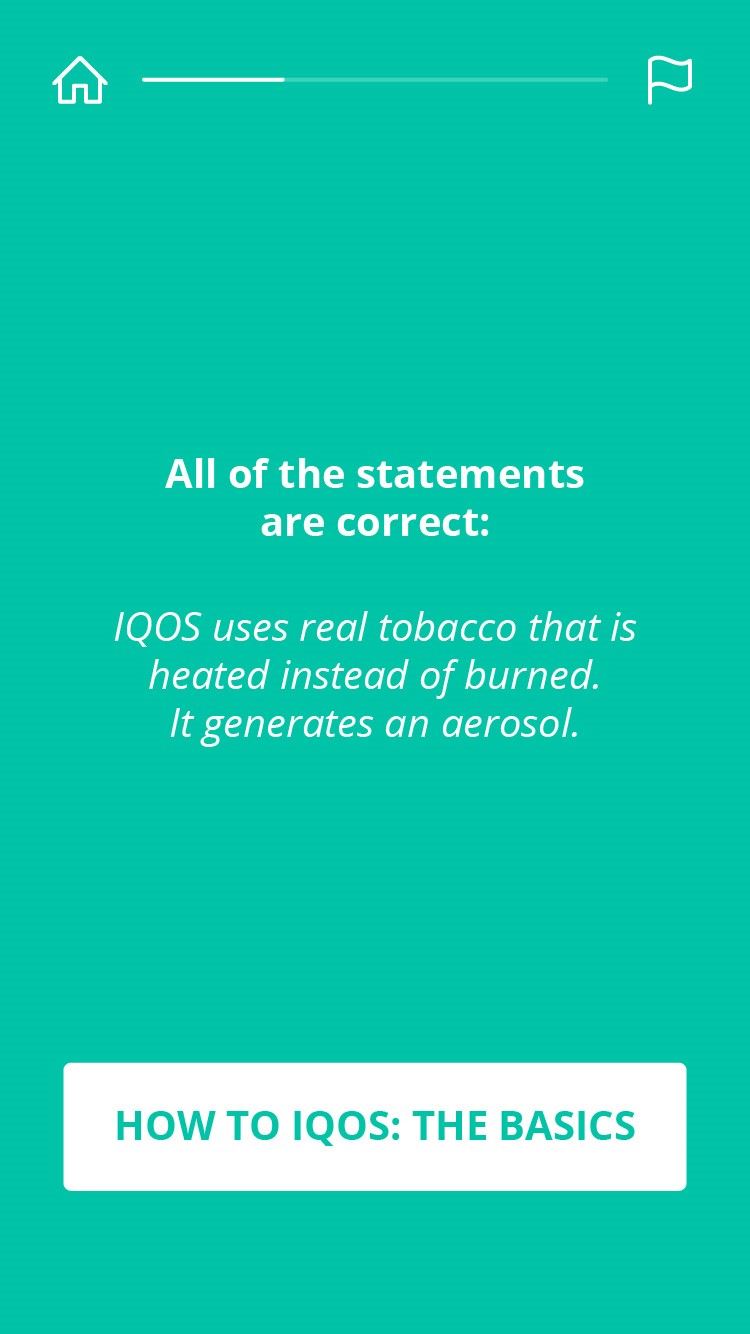 All of the statements
are correct:
IQOS uses real tobacco that is
heated instead of burned.
It generates an aerosol.
HOW TO IQOS: THE BASICS